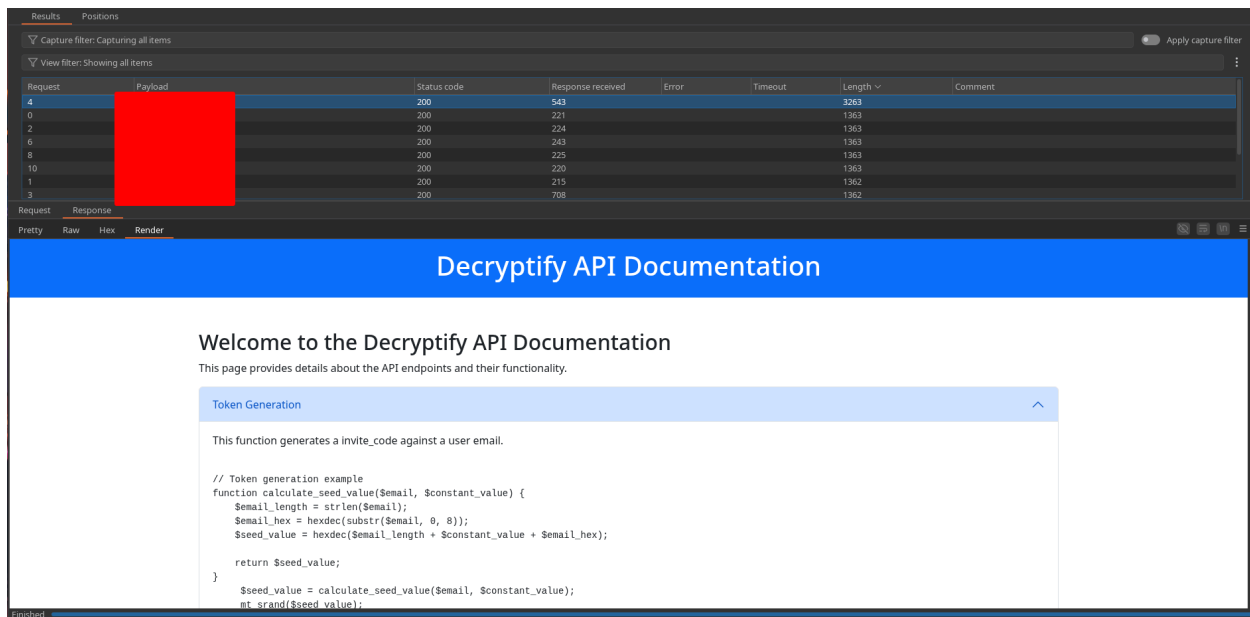 Results Positions
Capture filter: Capturing all items Apply capture filter
View filter: Showing all items
Request Payload Status code Response received Error Timeout Length Comment
4 200 543 3263
0 200 221 1363
2 200 224 1363
6 200 243 1363
8 200 225 1363
10 200 220 1363
1 200 215 1362
3 200 708 1362
Request Response
Pretty Raw Hex Render
Decryptify API Documentation
Welcome to the Decryptify API Documentation
This page provides details about the API endpoints and their functionality.
Token Generation
This function generates a invite_code against a user email.
// Token generation example
function calculate_seed_value($email, $constant_value) {
$email_length = strlen($email);
$email_hex = hexdec(substr($email, 0, 8));
$seed_value = hexdec($email_length + $constant_value + $email_hex);
return $seed_value;
}
$seed_value = calculate_seed_value($email, $constant_value);
mt_srand($seed_value);
Finished